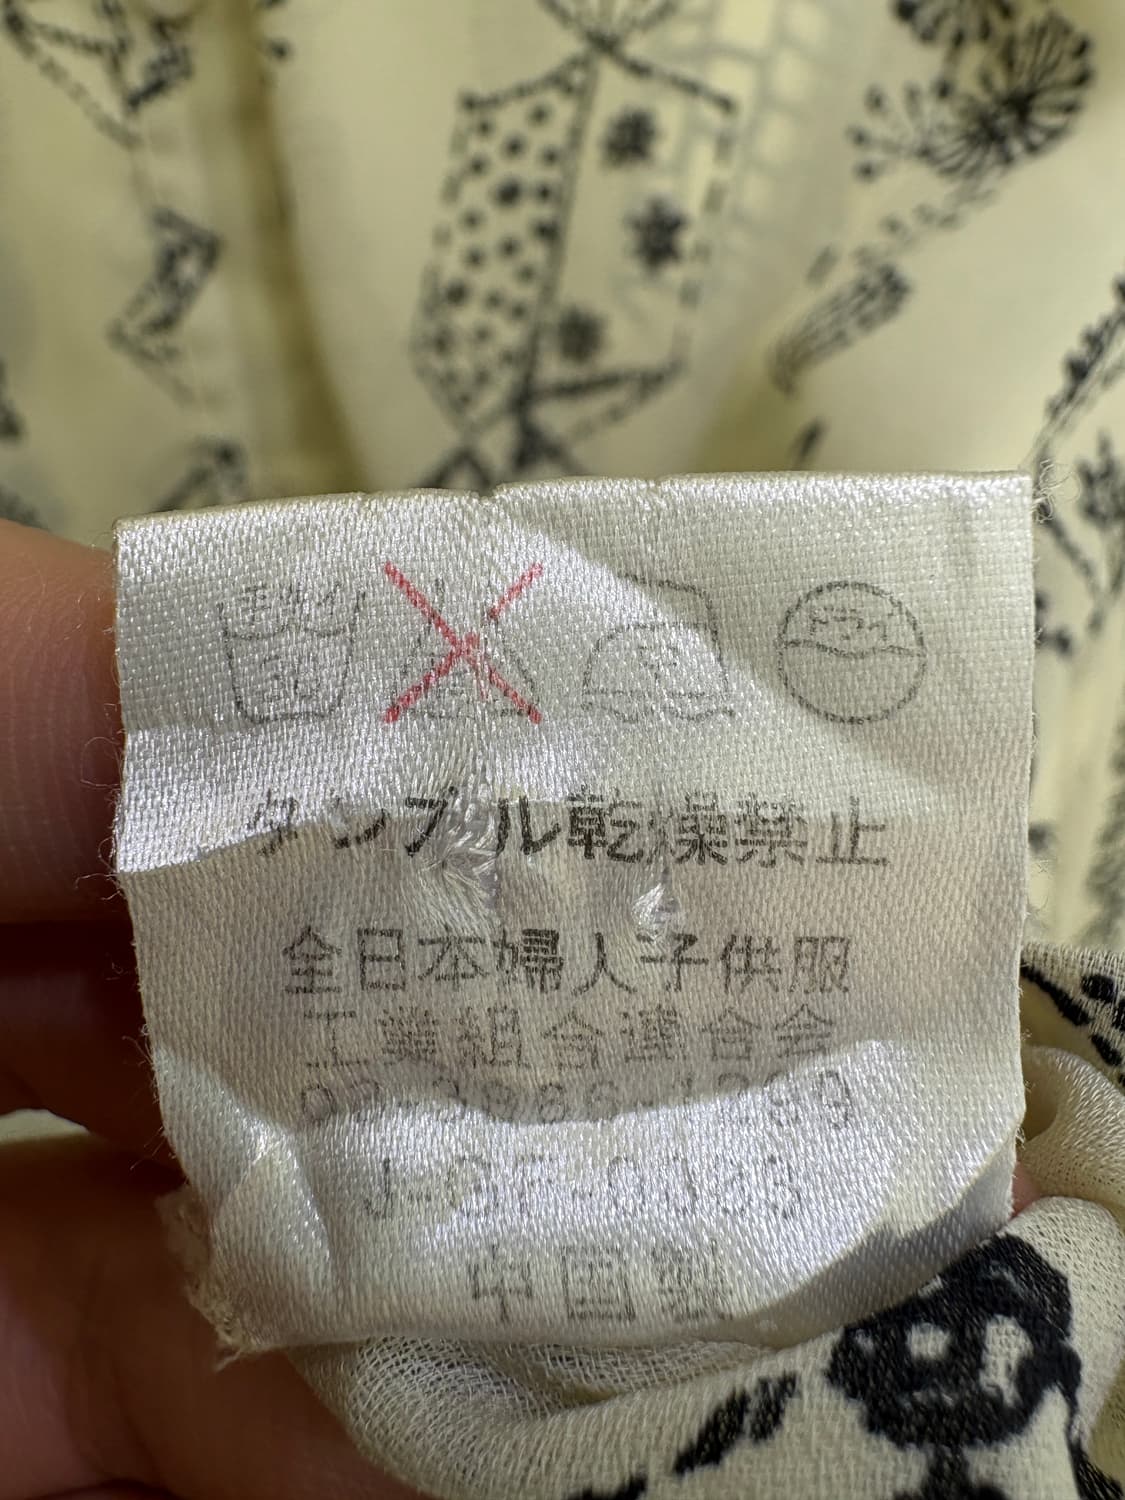 手洗イ 30 中 ドライ
タンブル乾燥禁止
全日本婦人子供服
工業組合連合会
中国製